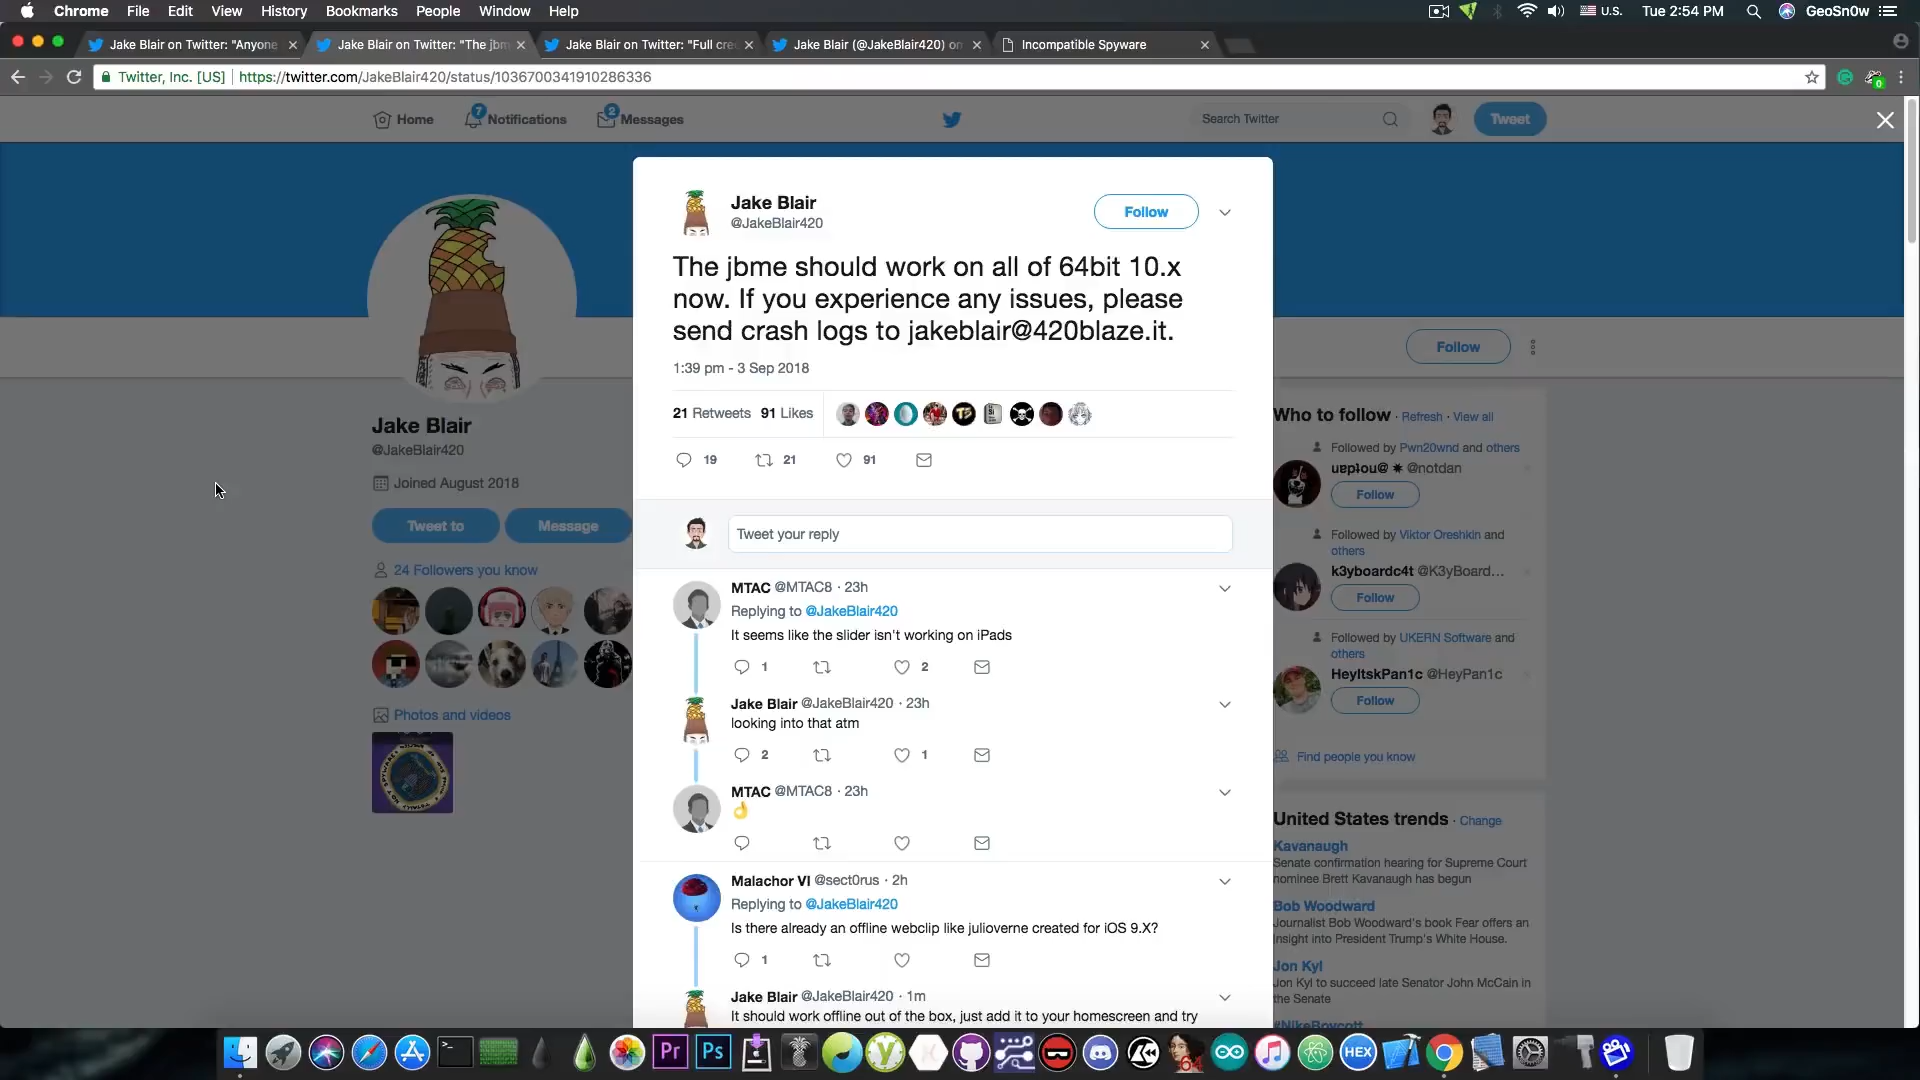 Chrome File Edit View History Bookmarks People Window Help
U.S. Tue 2:54 PM GeoSn0w
Jake Blair on Twitter: "Anyone
Jake Blair on Twitter: "The jbm
Jake Blair on Twitter: "Full cre
Jake Blair (@JakeBlair420) on
Incompatible Spyware
Twitter, Inc. [US] https://twitter.com/JakeBlair420/status/1036700341910286336
0
Home 7 Notifications 2 Messages
Search Twitter
Tweet
Jake Blair
@JakeBlair420
Follow
The jbme should work on all of 64bit 10.x
now. If you experience any issues, please
send crash logs to jakeblair@420blaze.it.
1:39 pm - 3 Sep 2018
21 Retweets 91 Likes
19 21 91
Tweet your reply
MTAC @MTAC8 · 23h
Replying to @JakeBlair420
It seems like the slider isn't working on iPads
1 2
Jake Blair @JakeBlair420 · 23h
looking into that atm
2 1
MTAC @MTAC8 · 23h
👌
Malachor VI @sect0rus · 2h
Replying to @JakeBlair420
Is there already an offline webclip like julioverne created for iOS 9.X?
1
Jake Blair @JakeBlair420 · 1m
It should work offline out of the box, just add it to your homescreen and try
Jake Blair
@JakeBlair420
Joined August 2018
Tweet to Message
24 Followers you know
Photos and videos
Follow
Who to follow · Refresh · View all
Followed by Pwn20wnd and others
@notdan
Follow
Followed by Viktor Oreshkin and
others
k3yboardc4t @K3yBoard...
Follow
Followed by UKERN Software and
others
HeyItskPan1c @HeyPan1c
Follow
Find people you know
United States trends · Change
Kavanaugh
Senate confirmation hearing for Supreme Court
nominee Brett Kavanaugh has begun
Bob Woodward
Journalist Bob Woodward's book Fear offers an
insight into President Trump's White House.
Jon Kyl
Jon Kyl to succeed late Senator John McCain in
the Senate
#NikeBoycott
Pr Ps 64 HEX